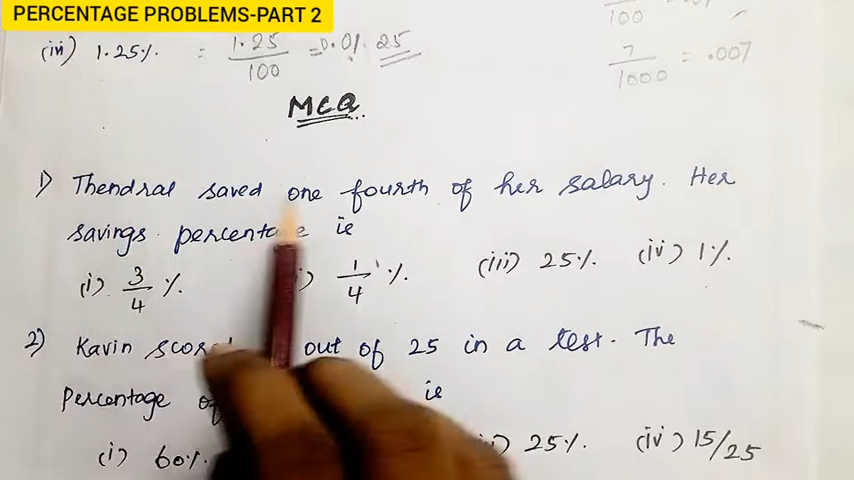 PERCENTAGE PROBLEMS-PART 2
100
(iii) 1.25%. = 1.25/100 = 0.01 25
7/1000 = .007
MCQ
1) Thendral saved one fourth of her salary. Her
savings percentage is
(i) 3/4 % 1/4 % (iii) 25%. (iv) 1%.
2) Kavin out of 25 in a test. The
Percentage is
(i) 60%. 25%. (iv) 15/25